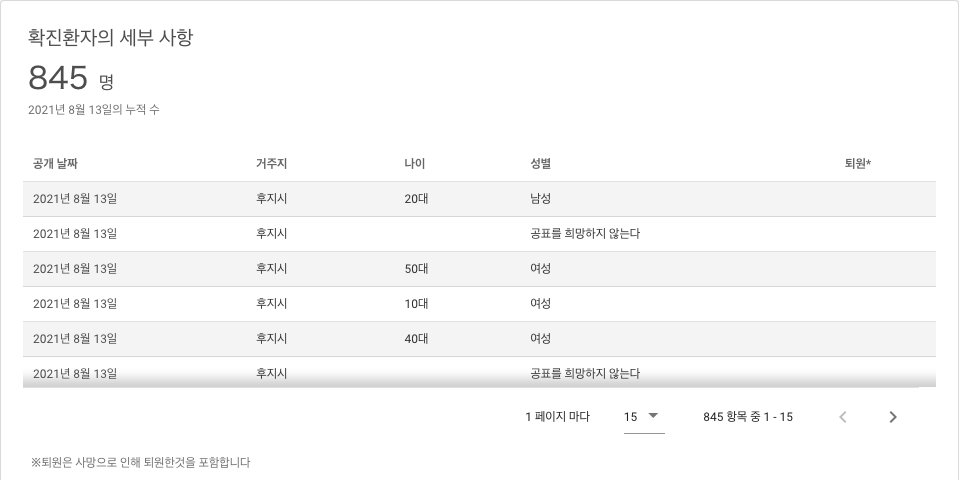 확진환자의 세부 사항
845 명
2021년 8월 13일의 누적 수
공개 날짜 거주지 나이 성별 퇴원*
2021년 8월 13일 후지시 20대 남성
2021년 8월 13일 후지시 공표를 희망하지 않는다
2021년 8월 13일 후지시 50대 여성
2021년 8월 13일 후지시 10대 여성
2021년 8월 13일 후지시 40대 여성
2021년 8월 13일 후지시 공표를 희망하지 않는다
1 페이지 마다 15 845 항목 중 1 - 15
※퇴원은 사망으로 인해 퇴원한것을 포함합니다